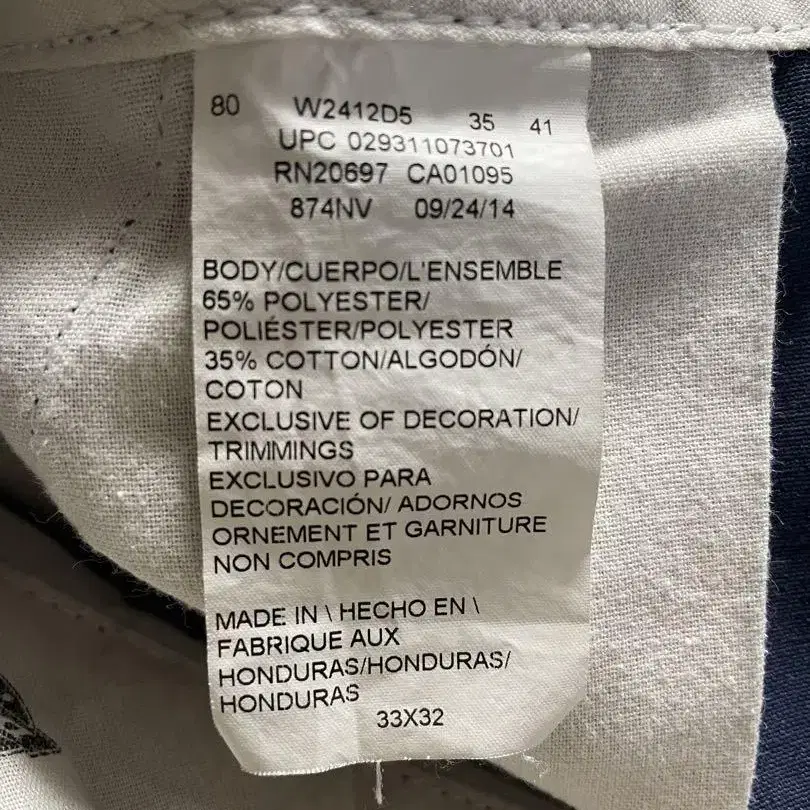 80 W2412D5 35 41
UPC 029311073701
RN20697 CA01095
874NV 09/24/14
BODY/CUERPO/L'ENSEMBLE
65% POLYESTER/
POLIÉSTER/POLYESTER
35% COTTON/ALGODÓN/
COTON
EXCLUSIVE OF DECORATION/
TRIMMINGS
EXCLUSIVO PARA
DECORACIÓN/ ADORNOS
ORNEMENT ET GARNITURE
NON COMPRIS
MADE IN \ HECHO EN \
FABRIQUE AUX
HONDURAS/HONDURAS/
HONDURAS
33X32